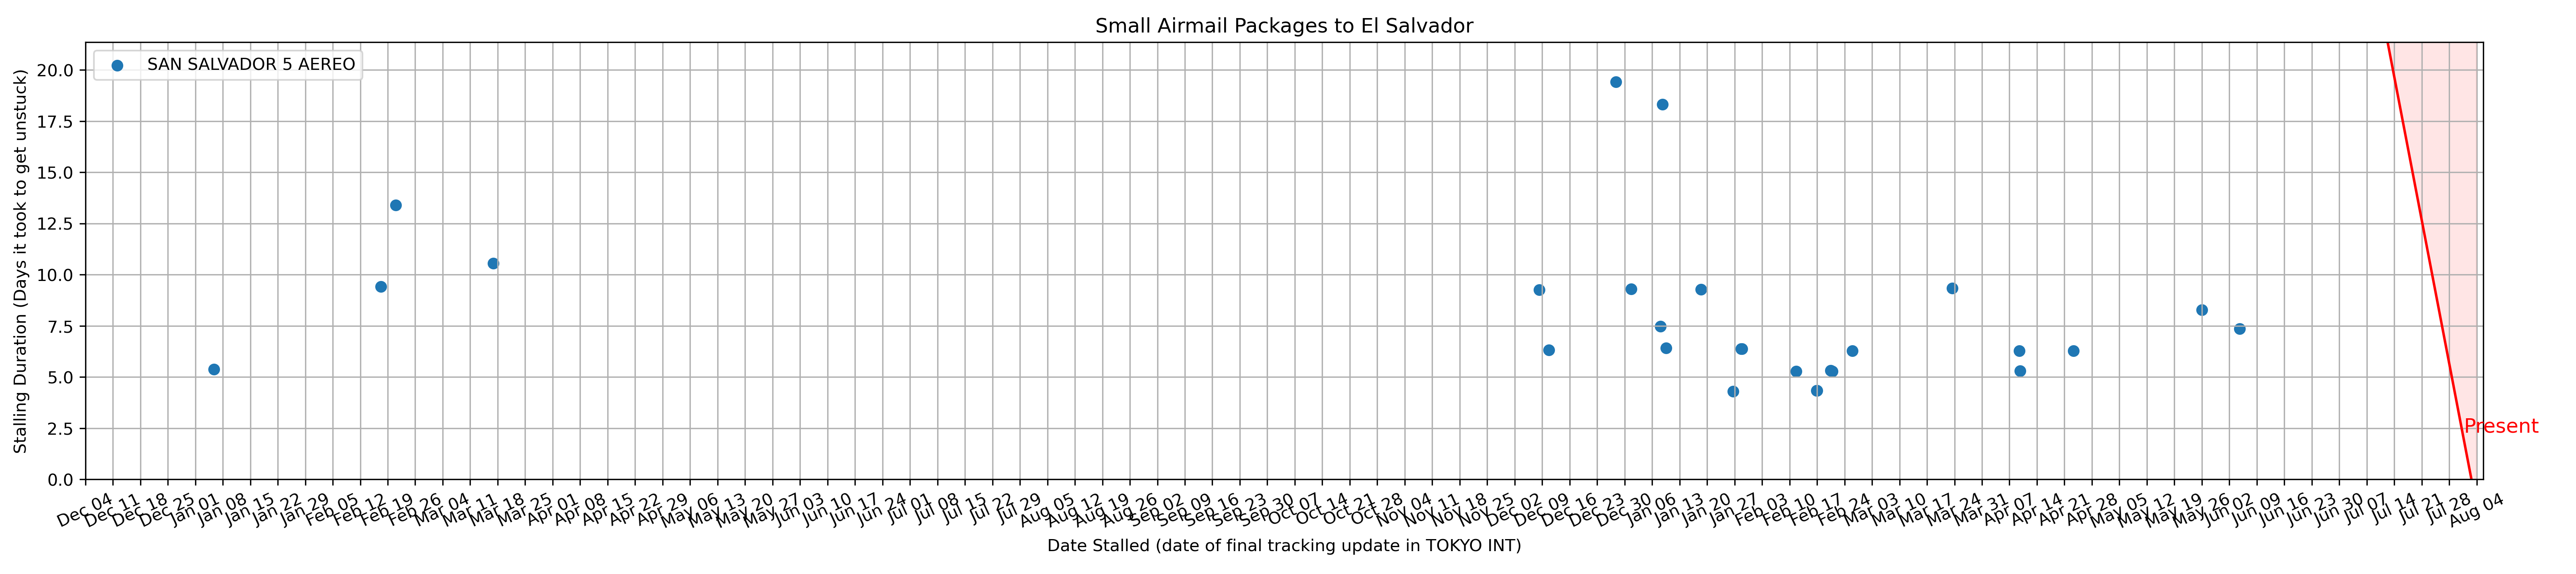 Small Airmail Packages to El Salvador
SAN SALVADOR 5 AEREO
Stalling Duration (Days it took to get unstuck)
20.0
17.5
15.0
12.5
10.0
7.5
5.0
2.5
0.0
Present
Dec 04
Dec 11
Dec 18
Dec 25
Jan 01
Jan 08
Jan 15
Jan 22
Jan 29
Feb 05
Feb 12
Feb 19
Feb 26
Mar 04
Mar 11
Mar 18
Mar 25
Apr 01
Apr 08
Apr 15
Apr 22
Apr 29
May 06
May 13
May 20
May 27
Jun 03
Jun 10
Jun 17
Jun 24
Jul 01
Jul 08
Jul 15
Jul 22
Jul 29
Aug 05
Aug 12
Aug 19
Aug 26
Sep 02
Sep 09
Sep 16
Sep 23
Sep 30
Oct 07
Oct 14
Oct 21
Oct 28
Nov 04
Nov 11
Nov 18
Nov 25
Dec 02
Dec 09
Dec 16
Dec 23
Dec 30
Jan 06
Jan 13
Jan 20
Jan 27
Feb 03
Feb 10
Feb 17
Feb 24
Mar 03
Mar 10
Mar 17
Mar 24
Mar 31
Apr 07
Apr 14
Apr 21
Apr 28
May 05
May 12
May 19
May 26
Jun 02
Jun 09
Jun 16
Jun 23
Jun 30
Jul 07
Jul 14
Jul 21
Jul 28
Aug 04
Date Stalled (date of final tracking update in TOKYO INT)